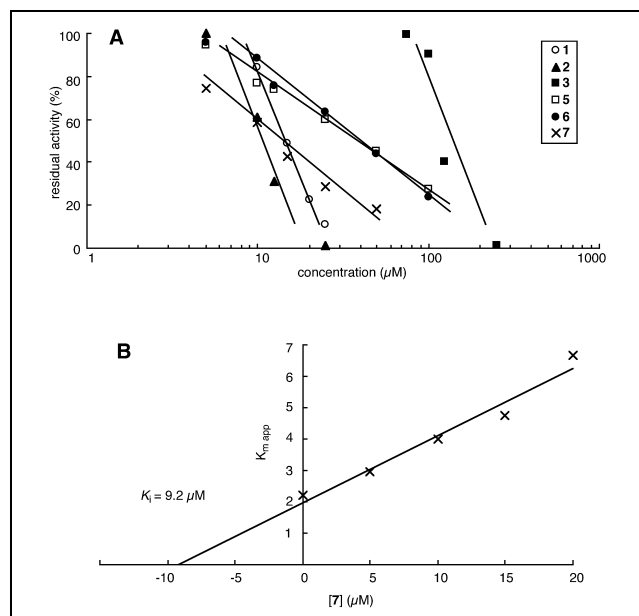 A
100
80
60
40
20
0
residual activity (%)
1 10 100 1000
concentration (µM)
1
2
3
5
6
7
B
7
6
5
4
3
2
1
K_m app
K_i = 9.2 µM
-10 -5 0 5 10 15 20
[7] (µM)